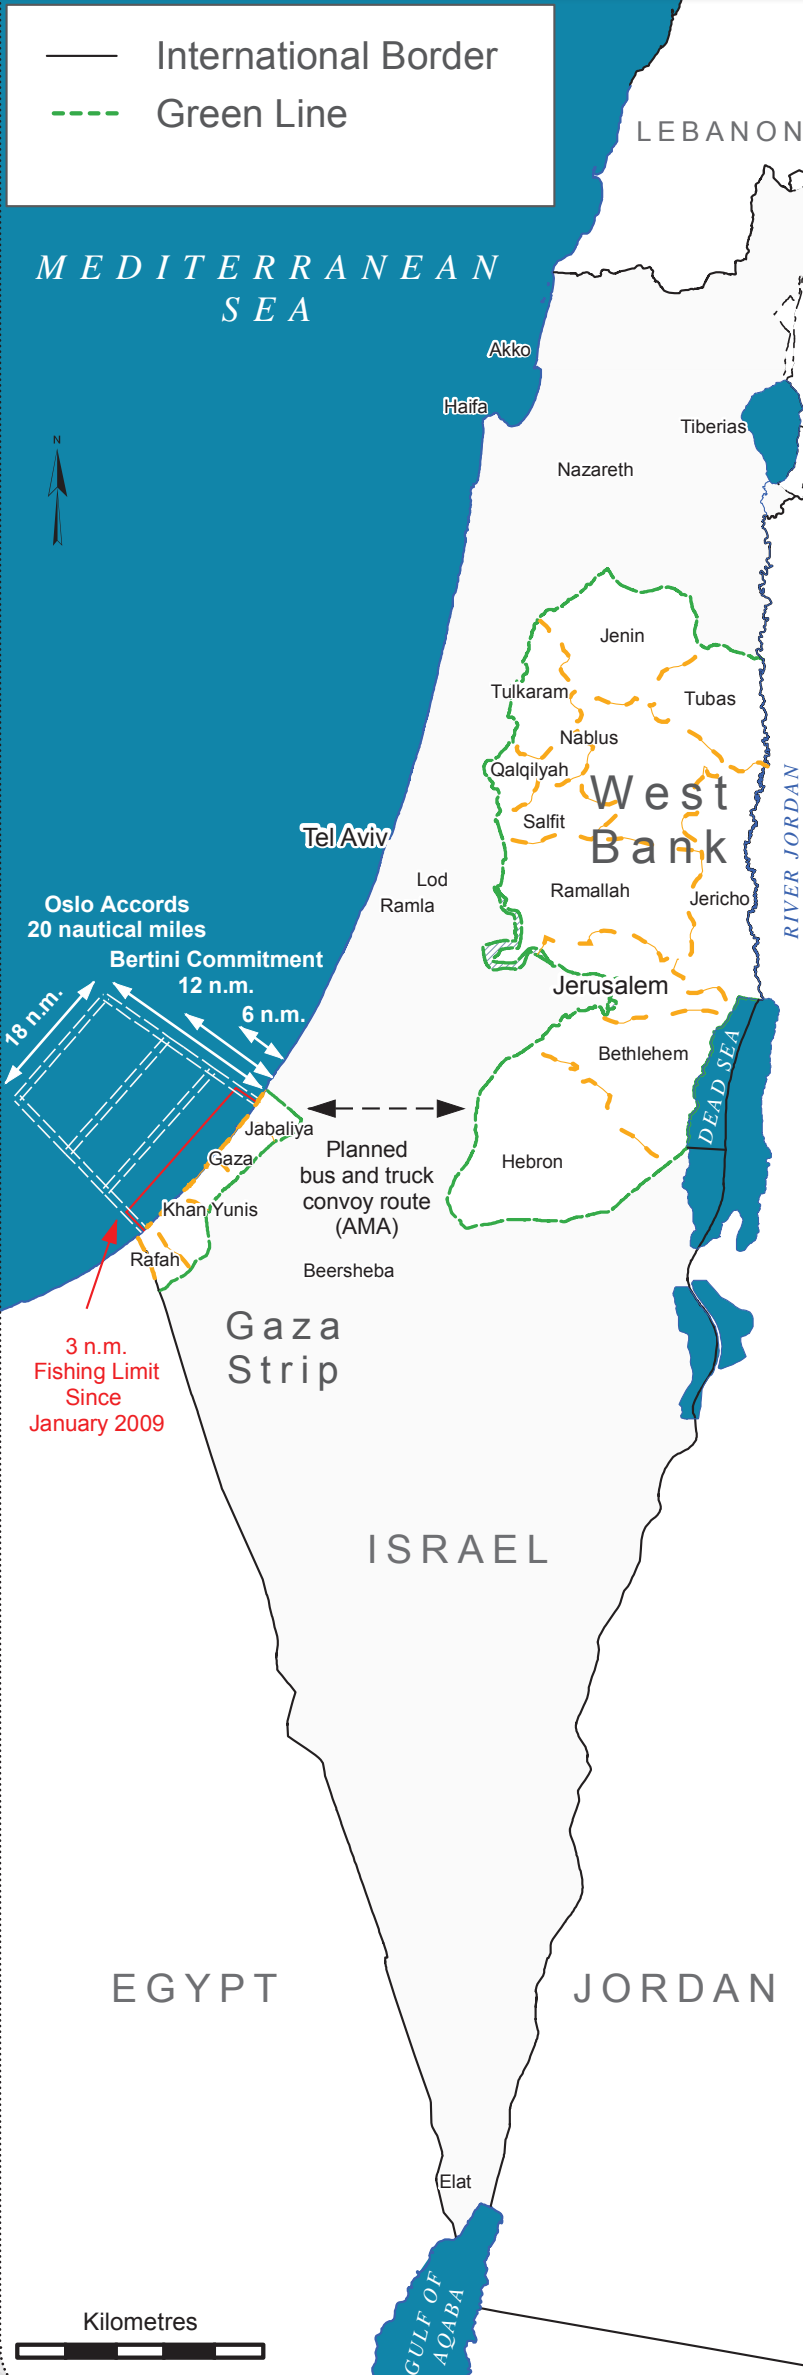 International Border
Green Line
LEBANON
MEDITERRANEAN
SEA
Akko
Haifa
Tiberias
N
Nazareth
Jenin
Tulkaram
Tubas
Nablus
Qalqilyah
West
Bank
Salfit
Tel Aviv
RIVER JORDAN
Lod
Ramla
Ramallah
Jericho
Oslo Accords
20 nautical miles
Bertini Commitment
12 n.m.
6 n.m.
18 n.m.
Jerusalem
Bethlehem
DEAD SEA
Jabaliya
Gaza
Planned
bus and truck
convoy route
(AMA)
Hebron
Khan Yunis
Rafah
Beersheba
Gaza
Strip
3 n.m.
Fishing Limit
Since
January 2009
ISRAEL
EGYPT
JORDAN
Elat
GULF OF
AQABA
Kilometres